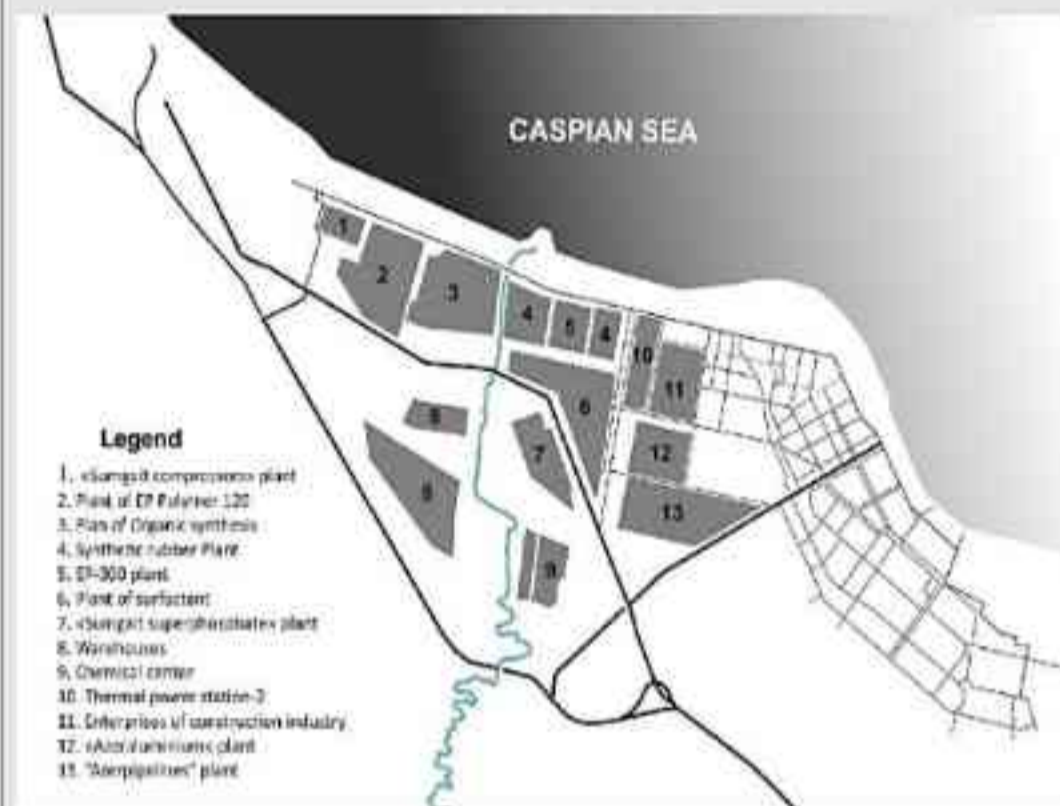 CASPIAN SEA
1
2
3
4
5
4
10
11
6
8
7
12
8
13
9
Legend
1. «Sumgait compressor» plant
2. Plant of EP Polymer 120
3. Plan of Organic synthesis
4. Synthetic rubber Plant
5. EP-300 plant
6. Plant of surfactant
7. «Sumgait superphosphate» plant
8. Warehouses
9. Chemical center
10. Thermal power station-2
11. Enterprises of construction industry
12. «Azeraluminium» plant
13. "Azerpipelines" plant